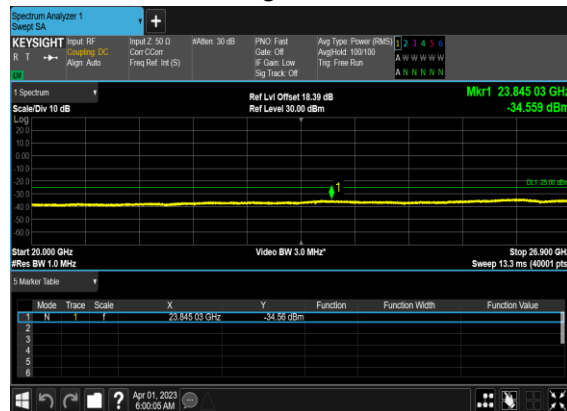 Spectrum Analyzer 1
Swept SA
+
KEYSIGHT Input: RF Input Z: 50 Ω #Atten: 30 dB PNO: Fast Avg Type: Power (RMS) 1 2 3 4 5 6
R T Coupling: DC Corr CCorr Gate: Off Avg|Hold: 100/100 A W W W W W
Align: Auto Freq Ref: Int (S) IF Gain: Low Trig: Free Run A N N N N N
Sig Track: Off
1 Spectrum Ref Lvl Offset 18.39 dB Mkr1 23.845 03 GHz
Scale/Div 10 dB Ref Level 30.00 dBm -34.559 dBm
Log
20.0
10.0
0.00
-10.0
-20.0
-30.0
-40.0
-50.0
-60.0
1
Start 20.000 GHz Video BW 3.0 MHz* Stop 26.900 GHz
#Res BW 1.0 MHz Sweep 13.3 ms (40001 pts
5 Marker Table
Mode Trace Scale X Y Function Function Width Function Value
1 N 1 f 23.845 03 GHz -34.56 dBm
2
3
4
5
6
? Apr 01, 2023
6:00:05 AM